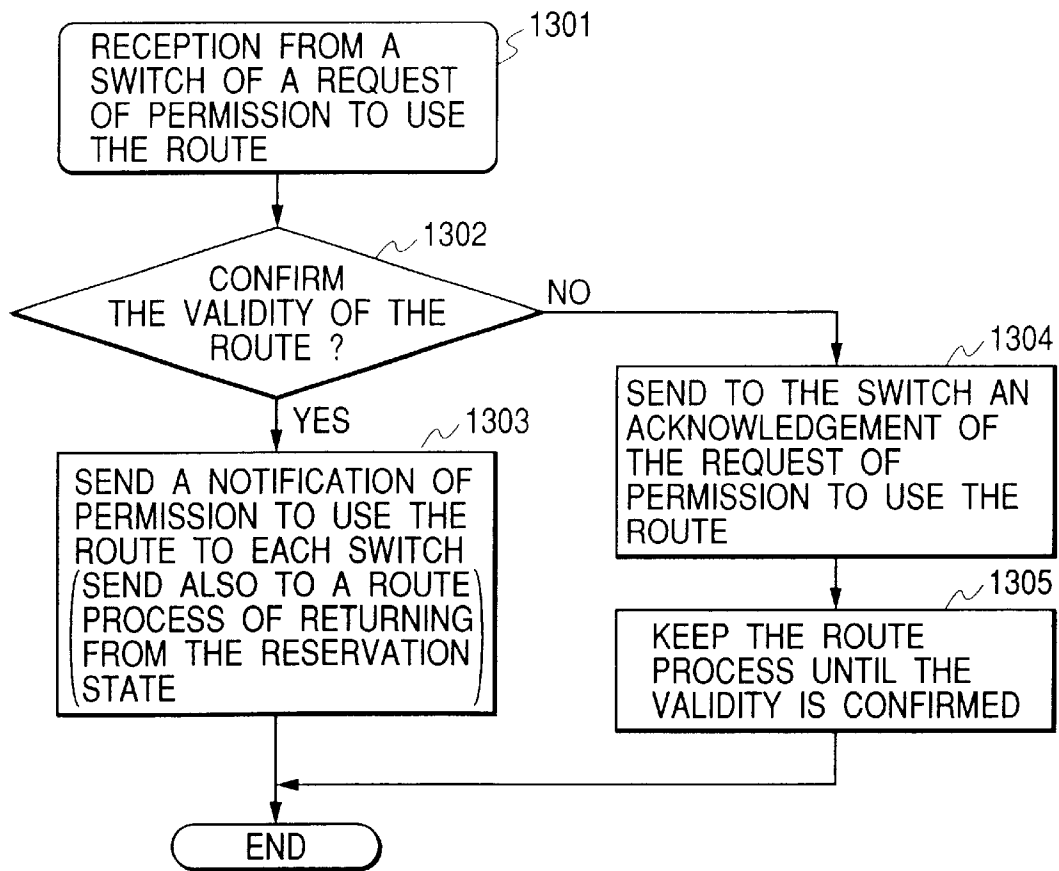 1301
RECEPTION FROM A
SWITCH OF A REQUEST
OF PERMISSION TO USE
THE ROUTE
1302
CONFIRM
THE VALIDITY OF THE
ROUTE ?
NO
YES
1303
SEND A NOTIFICATION OF
PERMISSION TO USE THE
ROUTE TO EACH SWITCH
(SEND ALSO TO A ROUTE
PROCESS OF RETURNING
FROM THE RESERVATION
STATE)
1304
SEND TO THE SWITCH AN
ACKNOWLEDGEMENT OF
THE REQUEST OF
PERMISSION TO USE THE
ROUTE
1305
KEEP THE ROUTE
PROCESS UNTIL THE
VALIDITY IS CONFIRMED
END